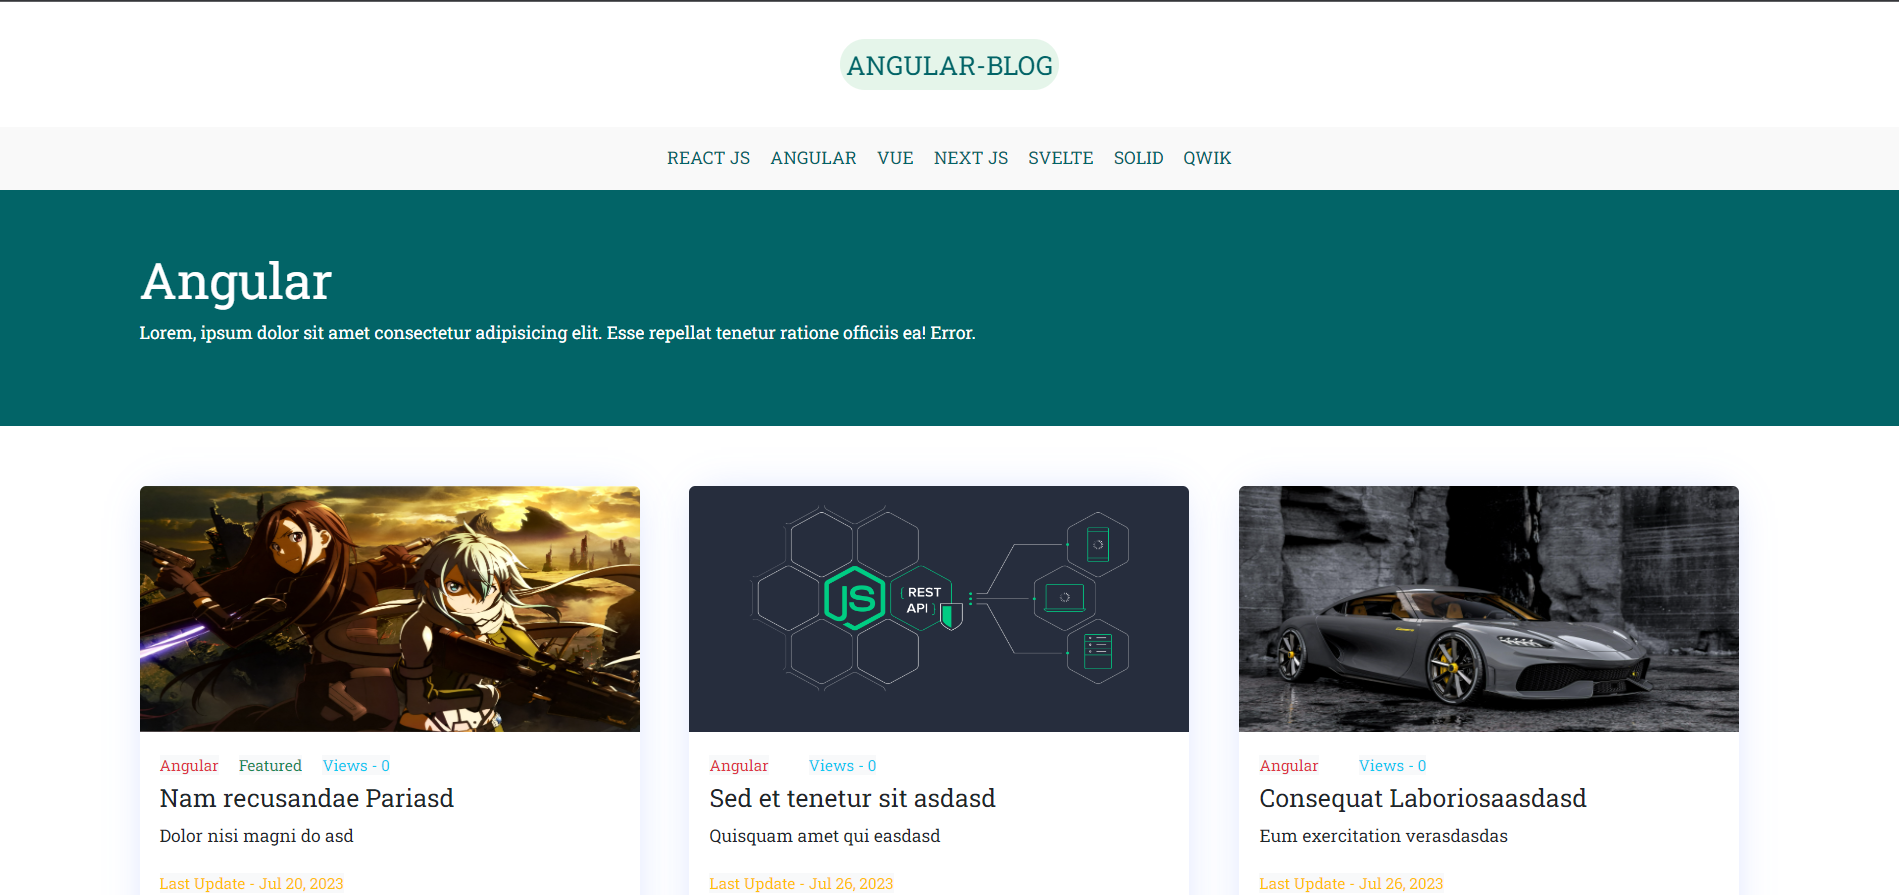 ANGULAR-BLOG
REACT JS ANGULAR VUE NEXT JS SVELTE SOLID QWIK
Angular
Lorem, ipsum dolor sit amet consectetur adipisicing elit. Esse repellat tenetur ratione officiis ea! Error.
JS
{ REST
API }
Angular Featured Views - 0
Nam recusandae Pariasd
Dolor nisi magni do asd
Last Update - Jul 20, 2023
Angular Views - 0
Sed et tenetur sit asdasd
Quisquam amet qui easdasd
Last Update - Jul 26, 2023
Angular Views - 0
Consequat Laboriosaasdasd
Eum exercitation verasdasdas
Last Update - Jul 26, 2023